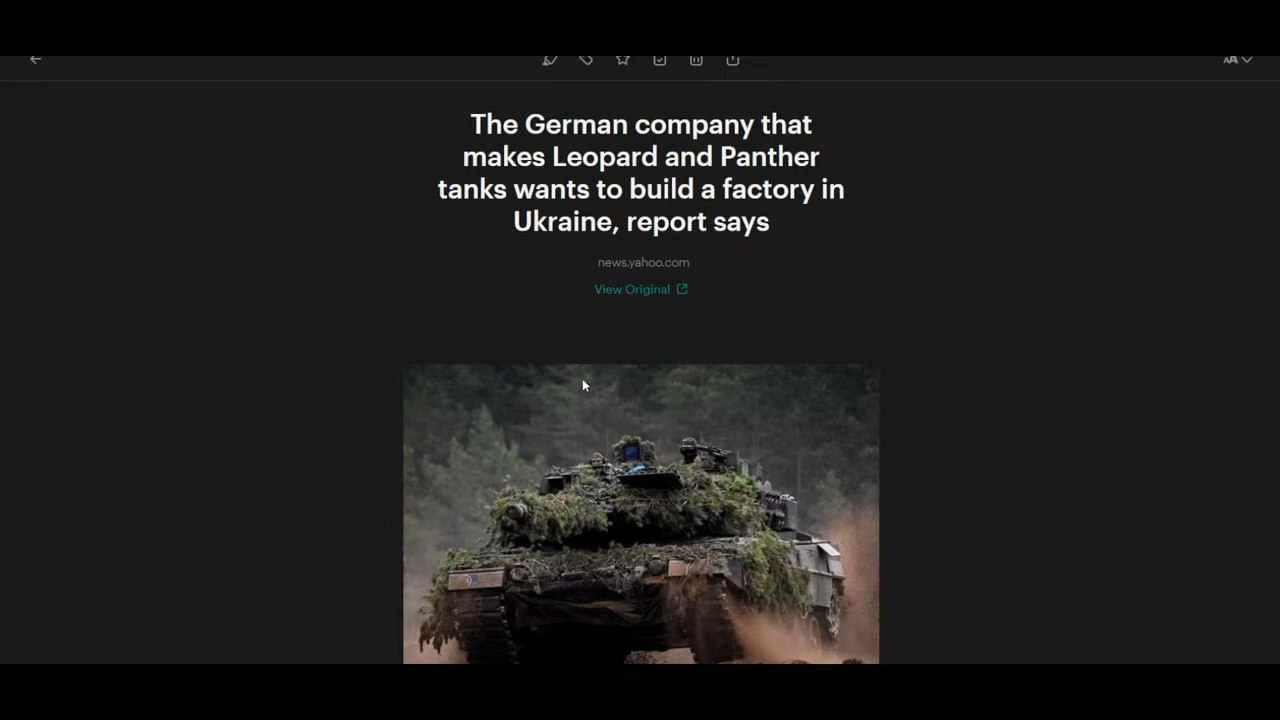 AA
The German company that
makes Leopard and Panther
tanks wants to build a factory in
Ukraine, report says
news.yahoo.com
View Original